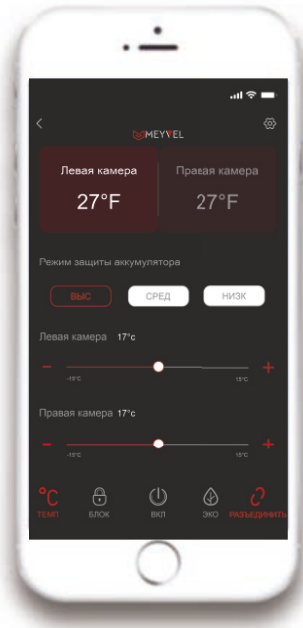 MEYVEL
Левая камера Правая камера
27°F 27°F
Режим защиты аккумулятора
ВЫС СРЕД НИЗК
Левая камера 17°c
- +
-15°C 15°C
Правая камера 17°c
- +
-15°C 15°C
°C
ТЕМП БЛОК ВКЛ ЭКО РАЗЪЕДИНИТЬ